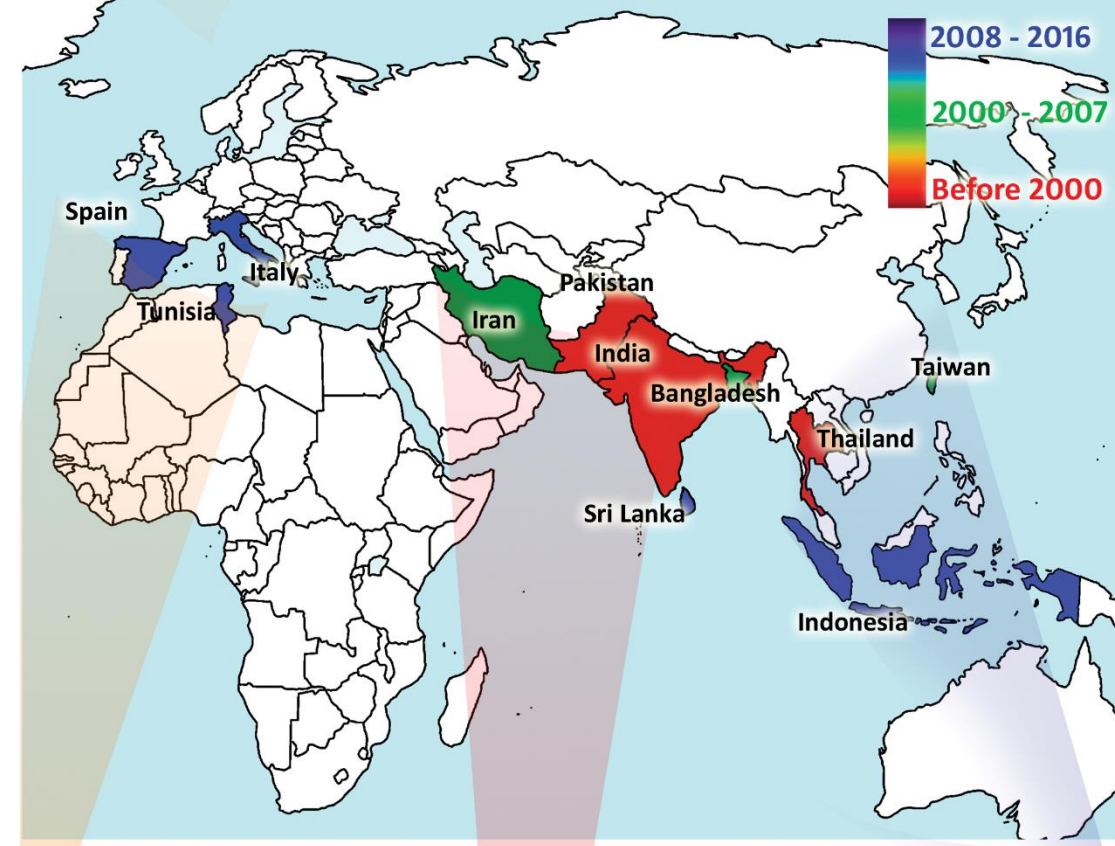 2008 - 2016
2000 - 2007
Before 2000
Spain
Italy
Pakistan
Tunisia
Iran
India
Taiwan
Bangladesh
Thailand
Sri Lanka
Indonesia